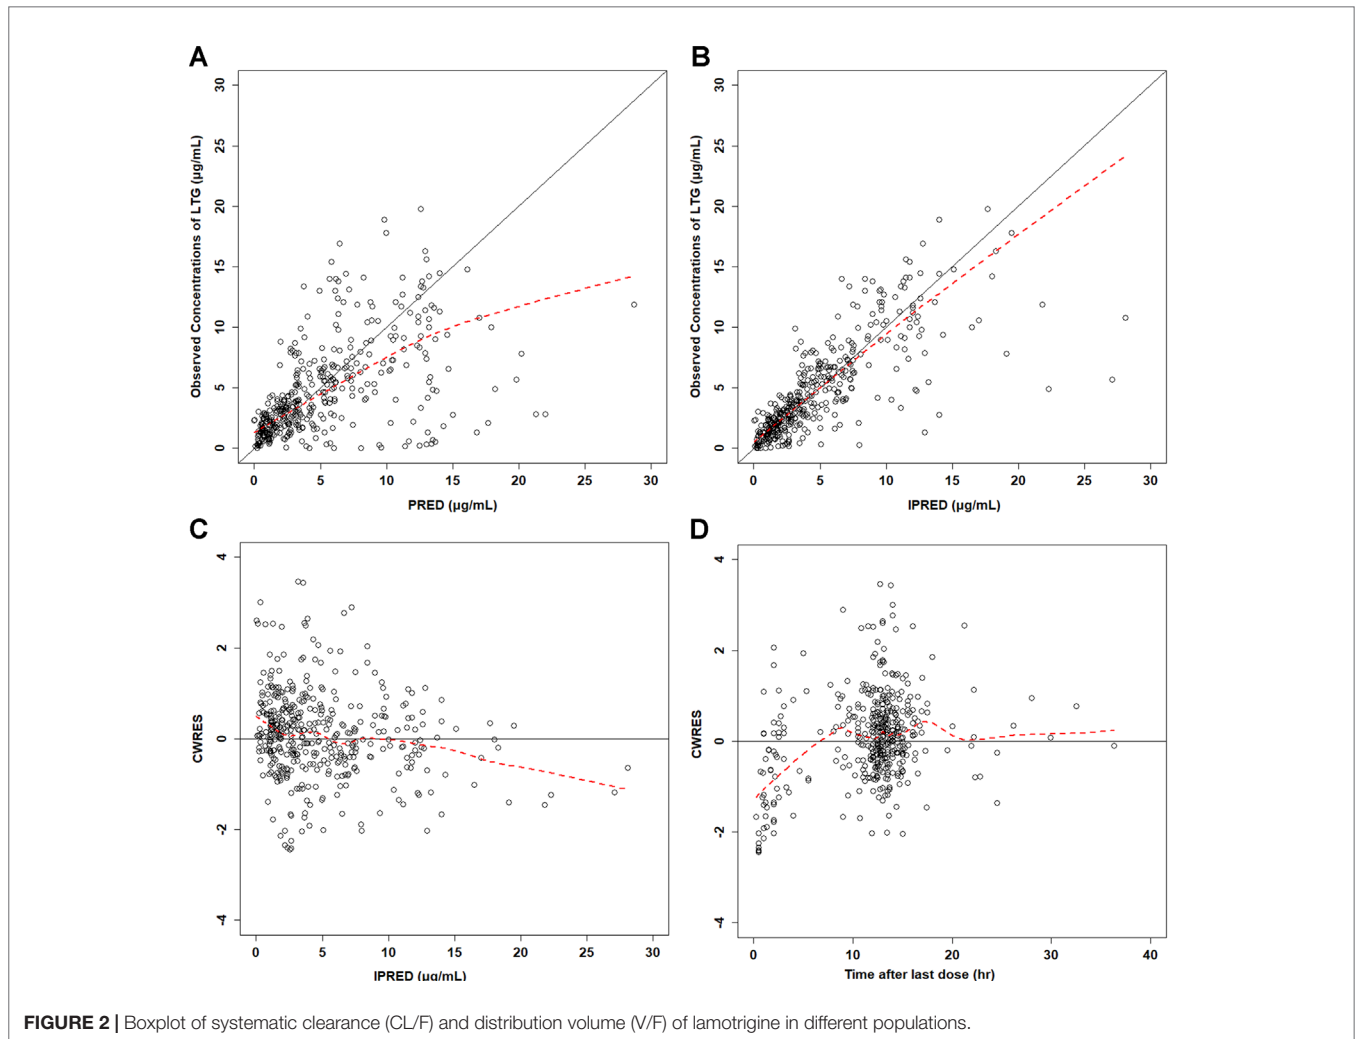 A
B
Observed Concentrations of LTG (µg/mL)
30
25
20
15
10
5
0
0 5 10 15 20 25 30
PRED (µg/mL)
Observed Concentrations of LTG (µg/mL)
30
25
20
15
10
5
0
0 5 10 15 20 25 30
IPRED (µg/mL)
C
D
CWRES
4
2
0
-2
-4
0 5 10 15 20 25 30
IPRED (µg/mL)
CWRES
4
2
0
-2
-4
0 10 20 30 40
Time after last dose (hr)
FIGURE 2 | Boxplot of systematic clearance (CL/F) and distribution volume (V/F) of lamotrigine in different populations.